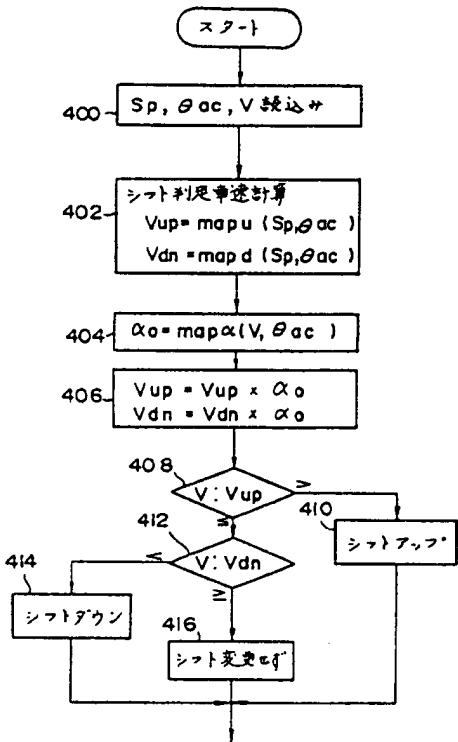 スタート
400
Sp, θac, V 読込み
402
シフト判定車速計算
Vup=mapu(Sp,θac)
Vdn=mapd(Sp,θac)
404
αo=mapα(V, θac)
406
Vup = Vup × αo
Vdn = Vdn × αo
408
V:Vup
>
≦
410
シフトアップ
412
V:Vdn
<
≧
414
シフトダウン
416
シフト変更せず